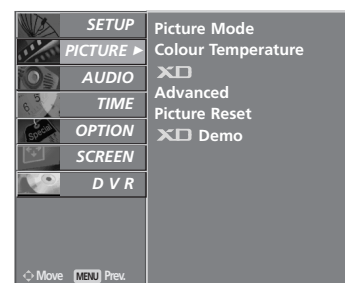 SETUP
PICTURE ►
AUDIO
TIME
OPTION
SCREEN
D V R
Picture Mode
Colour Temperature
XD
Advanced
Picture Reset
XD Demo
Move MENU Prev.